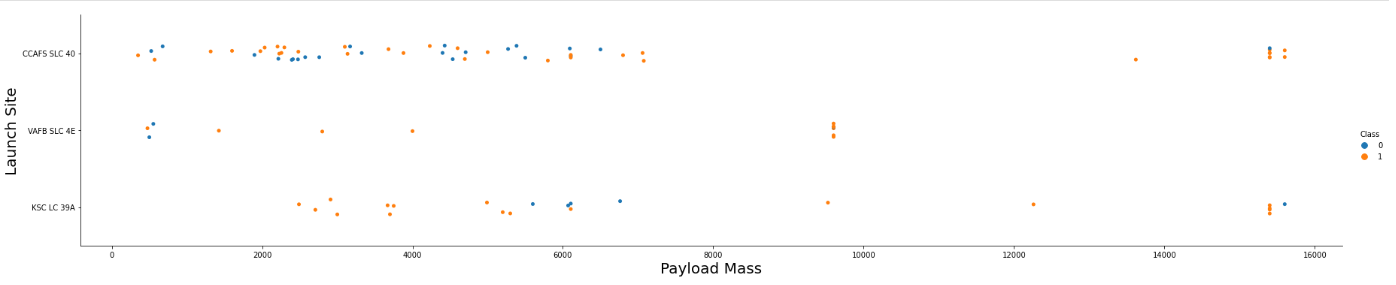 CCAFS SLC 40
VAFB SLC 4E
KSC LC 39A
Launch Site
0 2000 4000 6000 8000 10000 12000 14000 16000
Payload Mass
Class
0
1